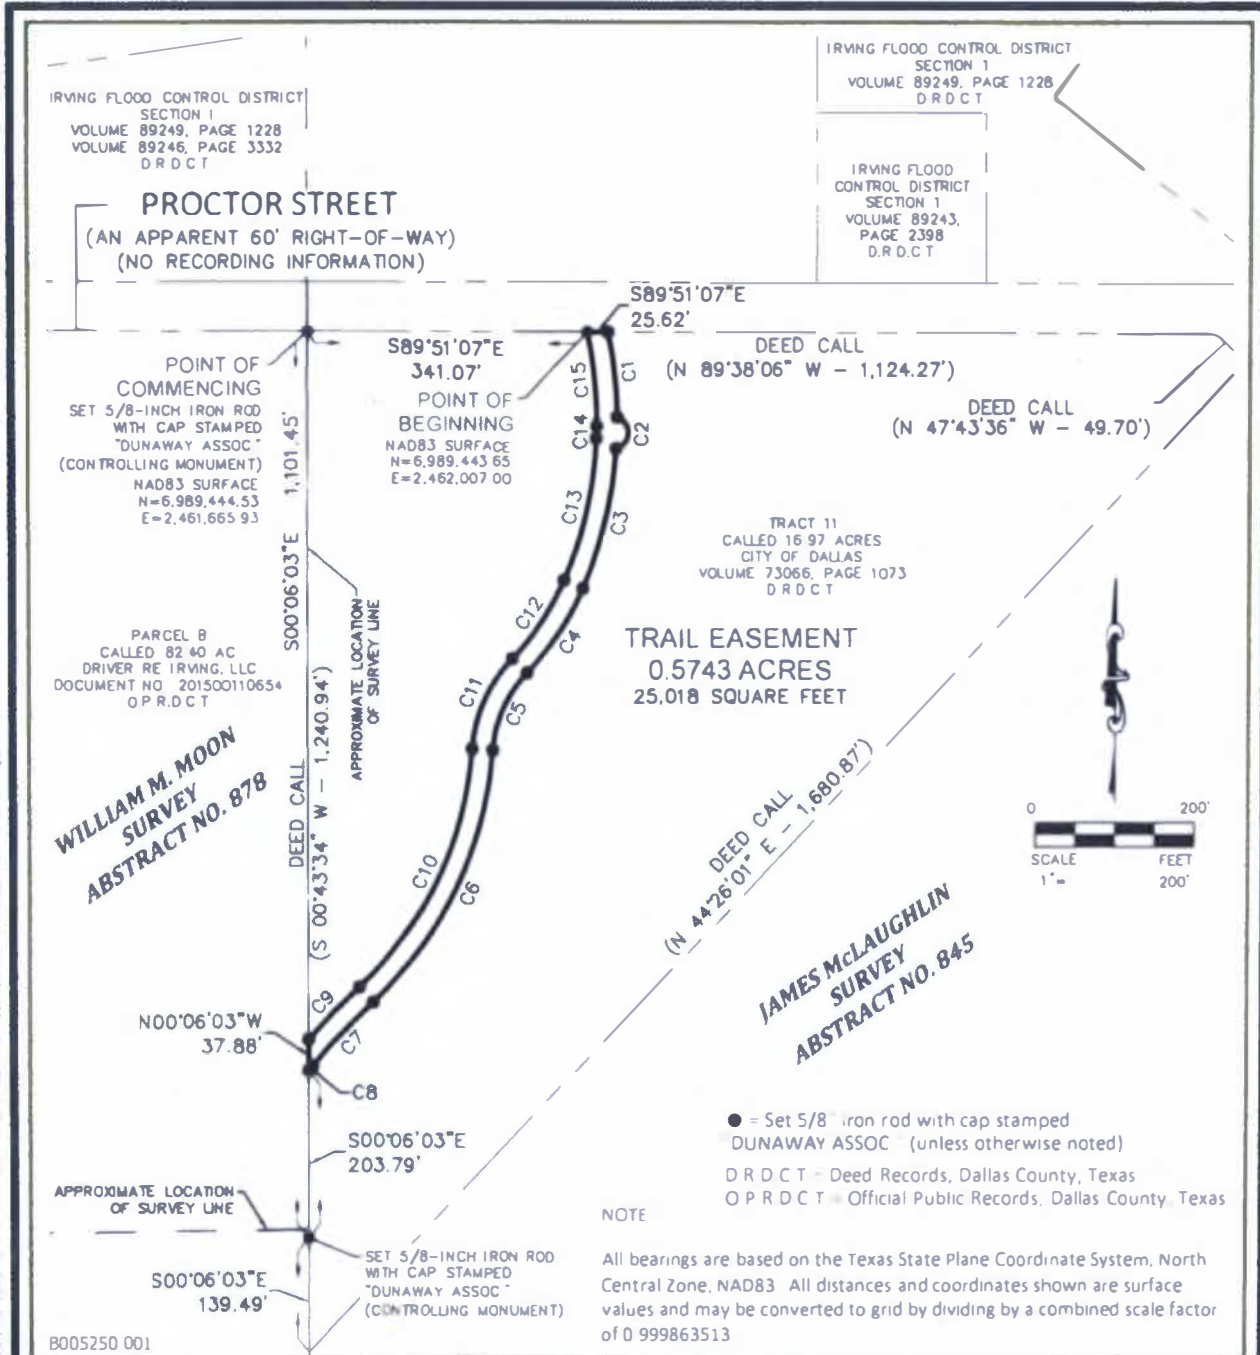 IRVING FLOOD CONTROL DISTRICT
SECTION 1
VOLUME 89249, PAGE 1228
VOLUME 89246, PAGE 3332
D R D C T
IRVING FLOOD CONTROL DISTRICT
SECTION 1
VOLUME 89249, PAGE 1228
D R D C T
IRVING FLOOD
CONTROL DISTRICT
SECTION 1
VOLUME 89243,
PAGE 2398
D.R.D.C.T
PROCTOR STREET
(AN APPARENT 60' RIGHT-OF-WAY)
(NO RECORDING INFORMATION)
S89°51'07"E
25.62'
S89°51'07"E
341.07'
DEED CALL
(N 89°38'06" W - 1,124.27')
DEED CALL
(N 47°43'36" W - 49.70')
POINT OF
COMMENCING
SET 5/8-INCH IRON ROD
WITH CAP STAMPED
"DUNAWAY ASSOC"
(CONTROLLING MONUMENT)
NAD83 SURFACE
N=6,989,444.53
E=2,461,665 93
POINT OF
BEGINNING
NAD83 SURFACE
N=6,989,443 65
E=2,462,007 00
C15
C1
C14
C2
C13
C3
C12
C4
C11
C5
C10
C6
C9
C7
C8
S00°06'03"E 1,101.45'
APPROXIMATE LOCATION
OF SURVEY LINE
DEED CALL
(S 00°43'34" W - 1,240.94')
TRACT 11
CALLED 16 97 ACRES
CITY OF DALLAS
VOLUME 73066, PAGE 1073
D R D C T
PARCEL B
CALLED 82 40 AC
DRIVER RE IRVING, LLC
DOCUMENT NO 201500110654
O P R.D C T
TRAIL EASEMENT
0.5743 ACRES
25,018 SQUARE FEET
WILLIAM M. MOON
SURVEY
ABSTRACT NO. 878
DEED CALL
(N 44°26'01" E - 1,680.87')
0 200'
SCALE FEET
1"= 200'
JAMES McLAUGHLIN
SURVEY
ABSTRACT NO. 845
N00°06'03"W
37.88'
S00°06'03"E
203.79'
APPROXIMATE LOCATION
OF SURVEY LINE
S00°06'03"E
139.49'
SET 5/8-INCH IRON ROD
WITH CAP STAMPED
"DUNAWAY ASSOC"
(CONTROLLING MONUMENT)
= Set 5/8" iron rod with cap stamped
DUNAWAY ASSOC (unless otherwise noted)
D R D C T - Deed Records, Dallas County, Texas
O P R D C T - Official Public Records, Dallas County Texas
NOTE
All bearings are based on the Texas State Plane Coordinate System, North
Central Zone, NAD83 All distances and coordinates shown are surface
values and may be converted to grid by dividing by a combined scale factor
of 0 999863513
B005250 001